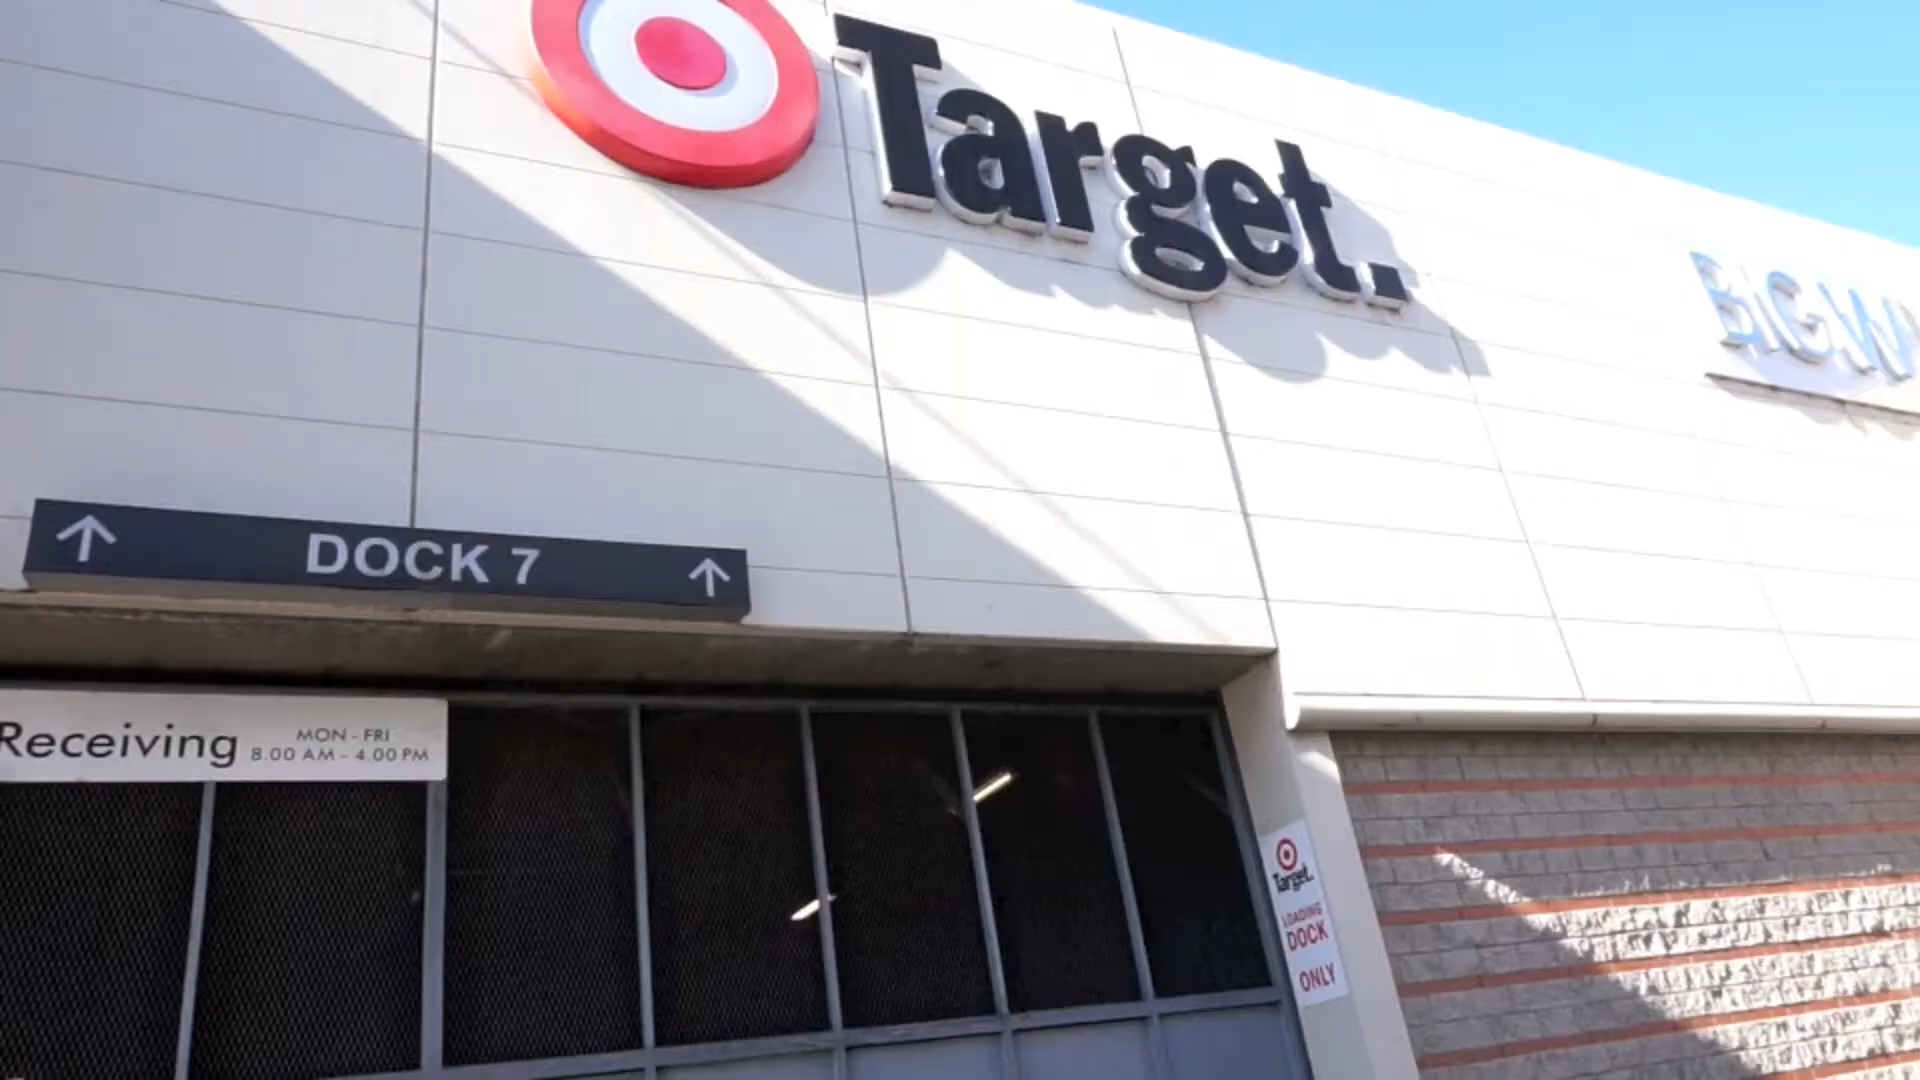 Target.
BIG W
DOCK 7
Receiving
MON - FRI
8.00 AM - 4.00 PM
Target.
LOADING
DOCK
ONLY